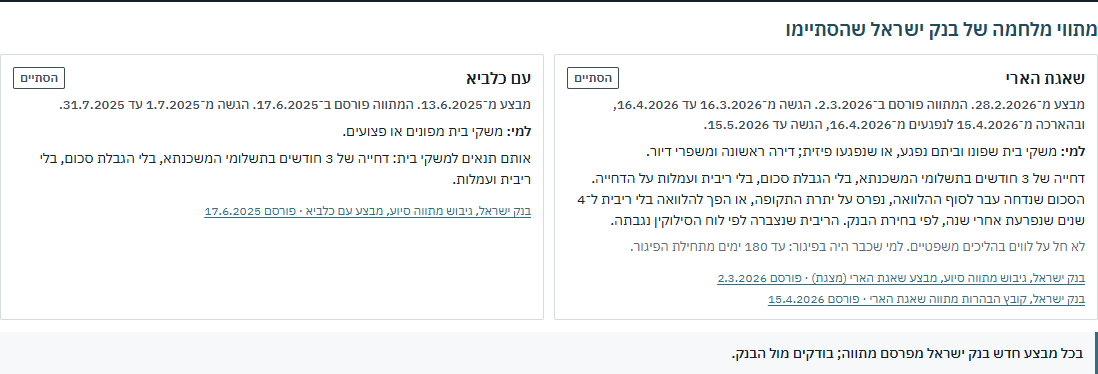 מתווי מלחמה של בנק ישראל שהסתיימו
שאגת הארי
הסתיים
מבצע מ־28.2.2026. המתווה פורסם ב־2.3.2026. הגשה מ־16.3.2026 עד 16.4.2026,
ובהארכה מ־15.4.2026 לנפגעים מ־16.4.2026, הגשה עד 15.5.2026.
למי: משקי בית שפונו וביתם נפגע, או שנפגעו פיזית; דירה ראשונה ומשפרי דיור.
דחייה של 3 חודשים בתשלומי המשכנתא, בלי הגבלת סכום, בלי ריבית ועמלות על הדחייה.
הסכום שנדחה עבר לסוף ההלוואה, נפרס על יתרת התקופה, או הפך להלוואה בלי ריבית ל־4
שנים שנפרעת אחרי שנה, לפי בחירת הבנק. הריבית שנצברה לפי לוח הסילוקין נגבתה.
לא חל על לווים בהליכים משפטיים. למי שכבר היה בפיגור: עד 180 ימים מתחילת הפיגור.
בנק ישראל, גיבוש מתווה סיוע, מבצע שאגת הארי (מצגת) · פורסם 2.3.2026
בנק ישראל, קובץ הבהרות מתווה שאגת הארי · פורסם 15.4.2026
עם כלביא
הסתיים
מבצע מ־13.6.2025. המתווה פורסם ב־17.6.2025. הגשה מ־1.7.2025 עד 31.7.2025.
למי: משקי בית מפונים או פצועים.
אותם תנאים למשקי בית: דחייה של 3 חודשים בתשלומי המשכנתא, בלי הגבלת סכום, בלי
ריבית ועמלות.
בנק ישראל, גיבוש מתווה סיוע, מבצע עם כלביא · פורסם 17.6.2025
בכל מבצע חדש בנק ישראל מפרסם מתווה; בודקים מול הבנק.